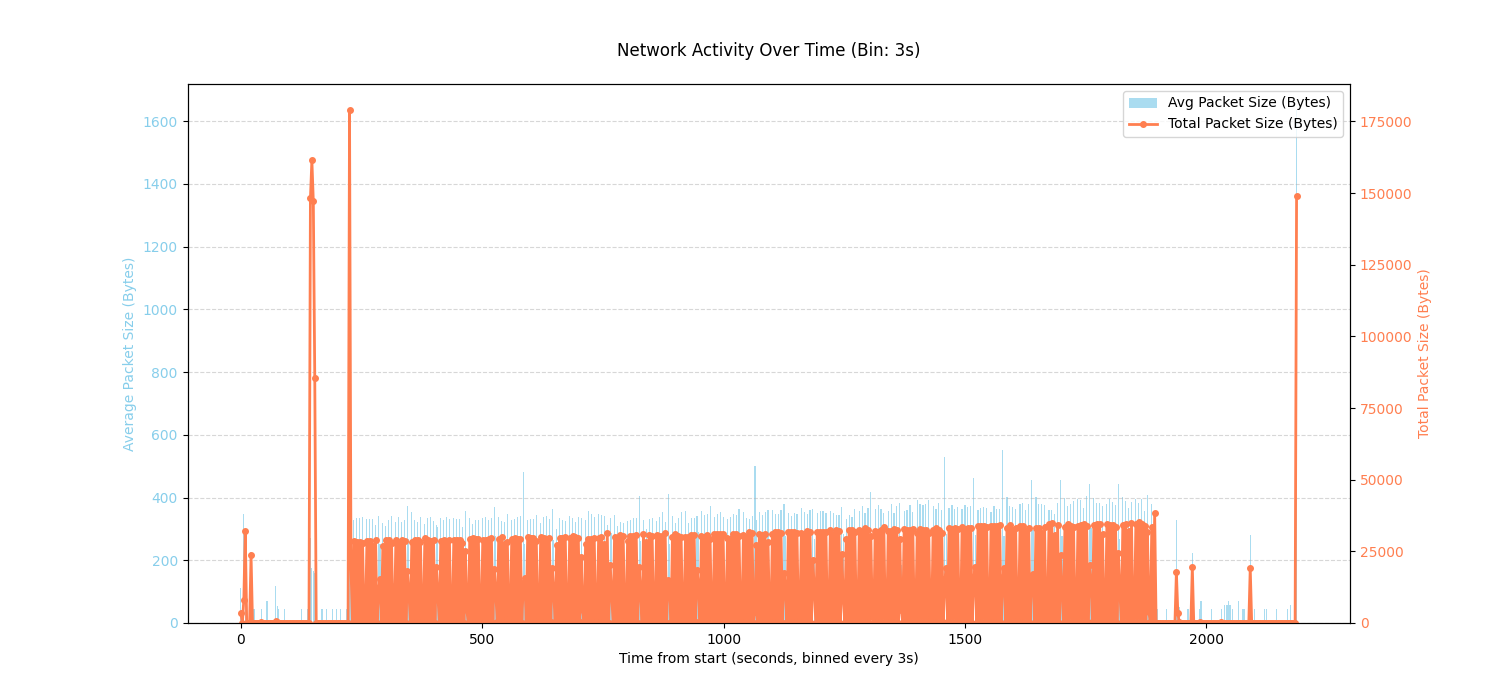 Network Activity Over Time (Bin: 3s)
Avg Packet Size (Bytes)
Total Packet Size (Bytes)
1600
1400
1200
1000
800
600
400
200
0
Average Packet Size (Bytes)
175000
150000
125000
100000
75000
50000
25000
0
Total Packet Size (Bytes)
0 500 1000 1500 2000
Time from start (seconds, binned every 3s)